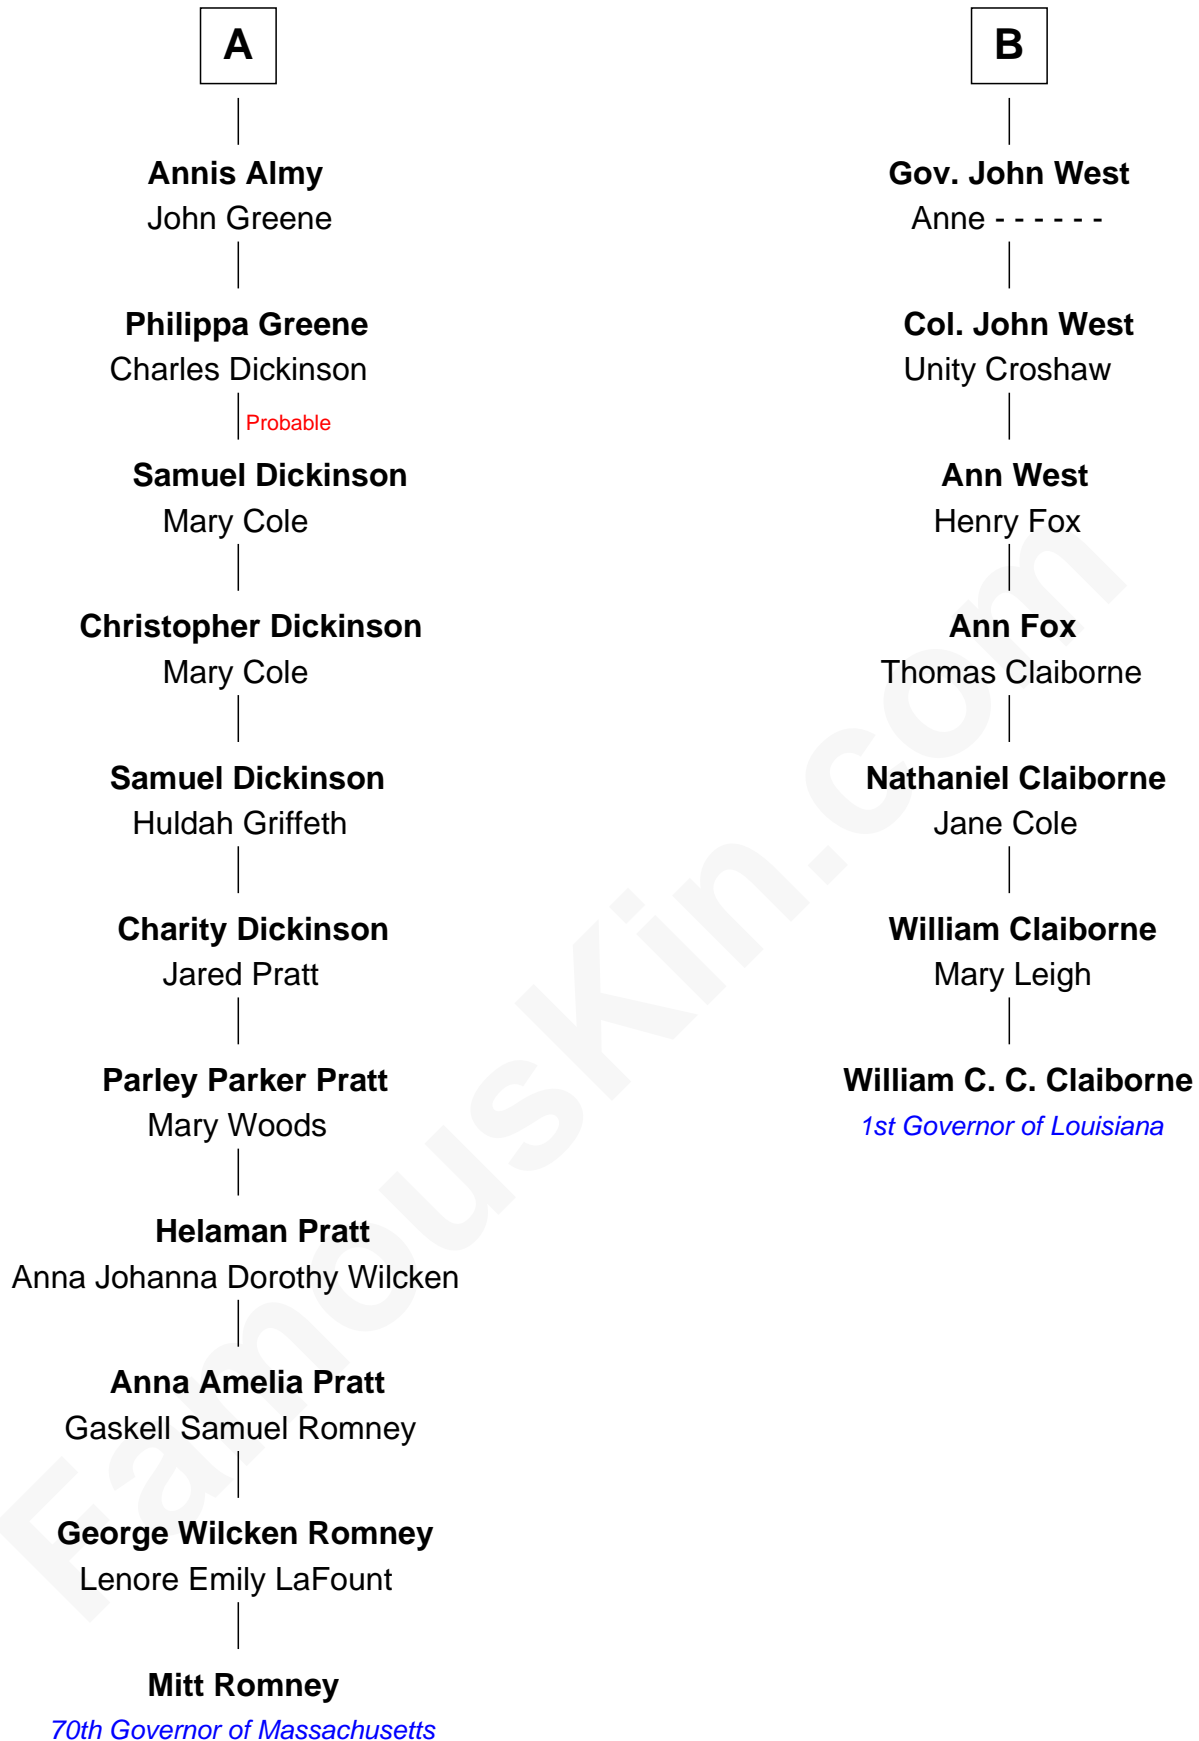 A
Annis Almy
John Greene
Philippa Greene
Charles Dickinson
Probable
Samuel Dickinson
Mary Cole
Christopher Dickinson
Mary Cole
Samuel Dickinson
Huldah Griffeth
Charity Dickinson
Jared Pratt
Parley Parker Pratt
Mary Woods
Helaman Pratt
Anna Johanna Dorothy Wilcken
Anna Amelia Pratt
Gaskell Samuel Romney
George Wilcken Romney
Lenore Emily LaFount
Mitt Romney
70th Governor of Massachusetts
B
Gov. John West
Anne - - - - - -
Col. John West
Unity Croshaw
Ann West
Henry Fox
Ann Fox
Thomas Claiborne
Nathaniel Claiborne
Jane Cole
William Claiborne
Mary Leigh
William C. C. Claiborne
1st Governor of Louisiana
FamousKin.com